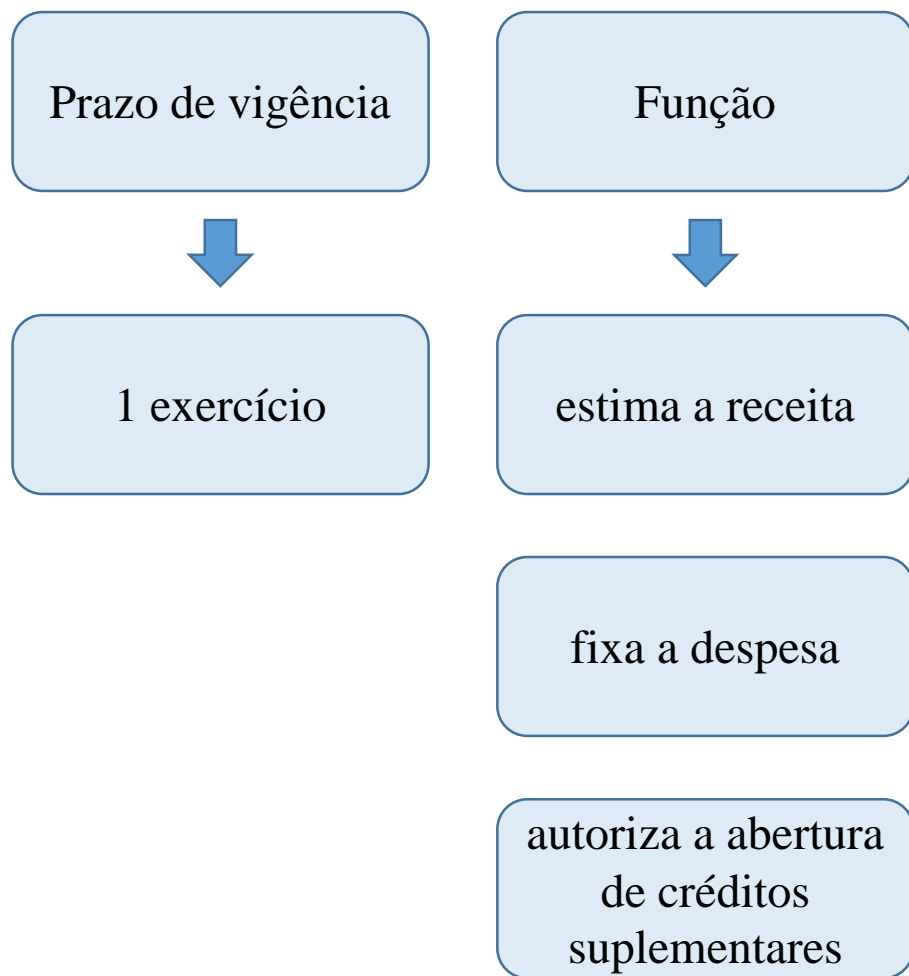 Prazo de vigência
1 exercício
Função
estima a receita
fixa a despesa
autoriza a abertura
de créditos
suplementares